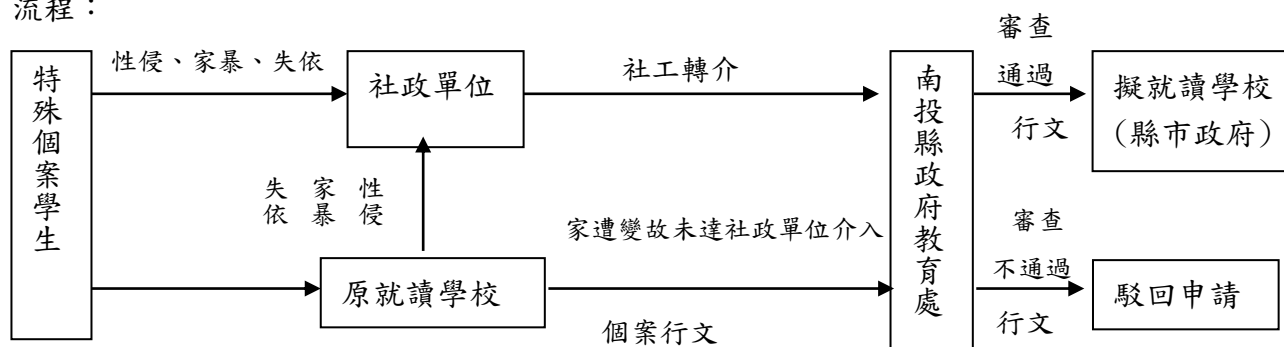 流程：
特殊個案學生
性侵、家暴、失依
社政單位
社工轉介
南投縣政府教育處
審查
通過
行文
擬就讀學校
（縣市政府）
性侵
家暴
失依
原就讀學校
家遭變故未達社政單位介入
個案行文
審查
不通過
行文
駁回申請